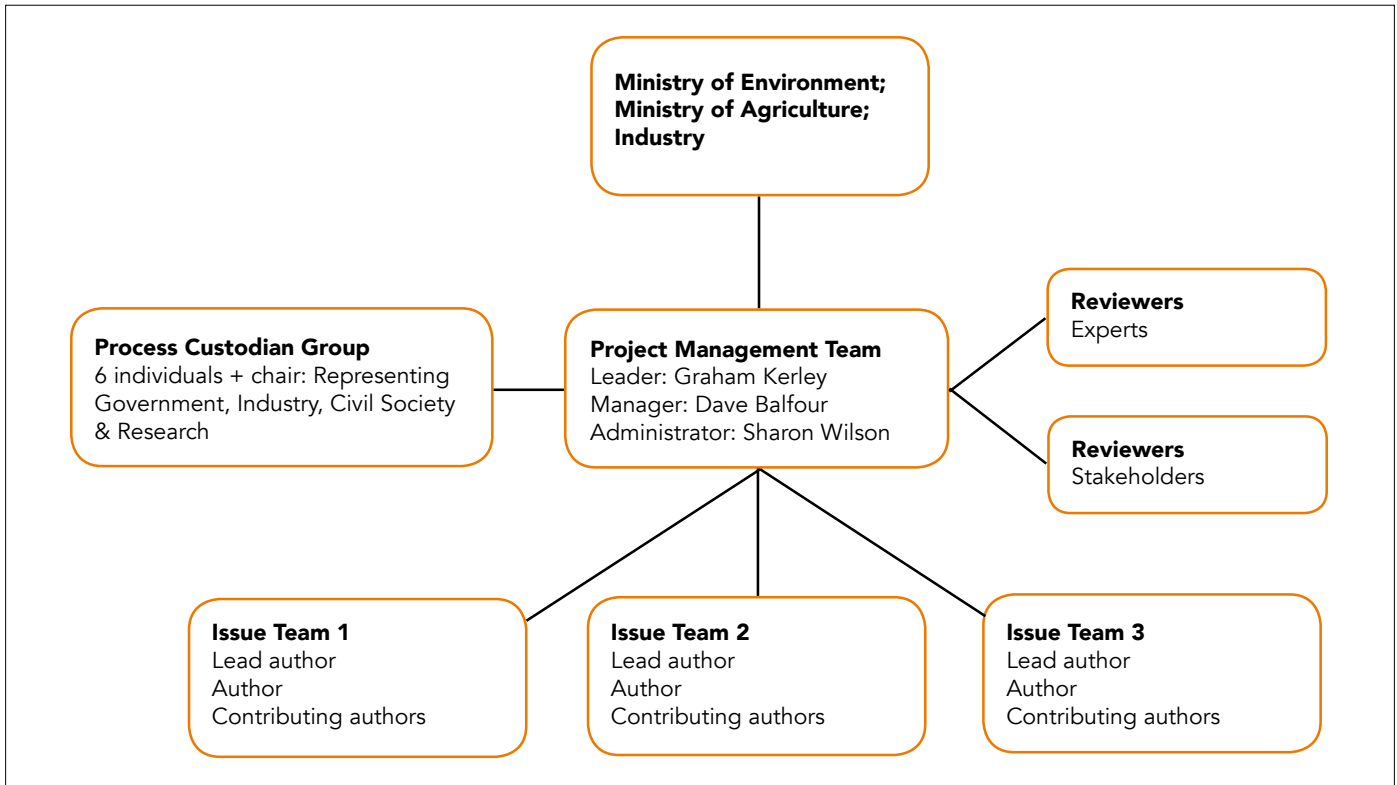 Ministry of Environment;
Ministry of Agriculture;
Industry
Process Custodian Group
6 individuals + chair: Representing
Government, Industry, Civil Society
& Research
Project Management Team
Leader: Graham Kerley
Manager: Dave Balfour
Administrator: Sharon Wilson
Reviewers
Experts
Reviewers
Stakeholders
Issue Team 1
Lead author
Author
Contributing authors
Issue Team 2
Lead author
Author
Contributing authors
Issue Team 3
Lead author
Author
Contributing authors